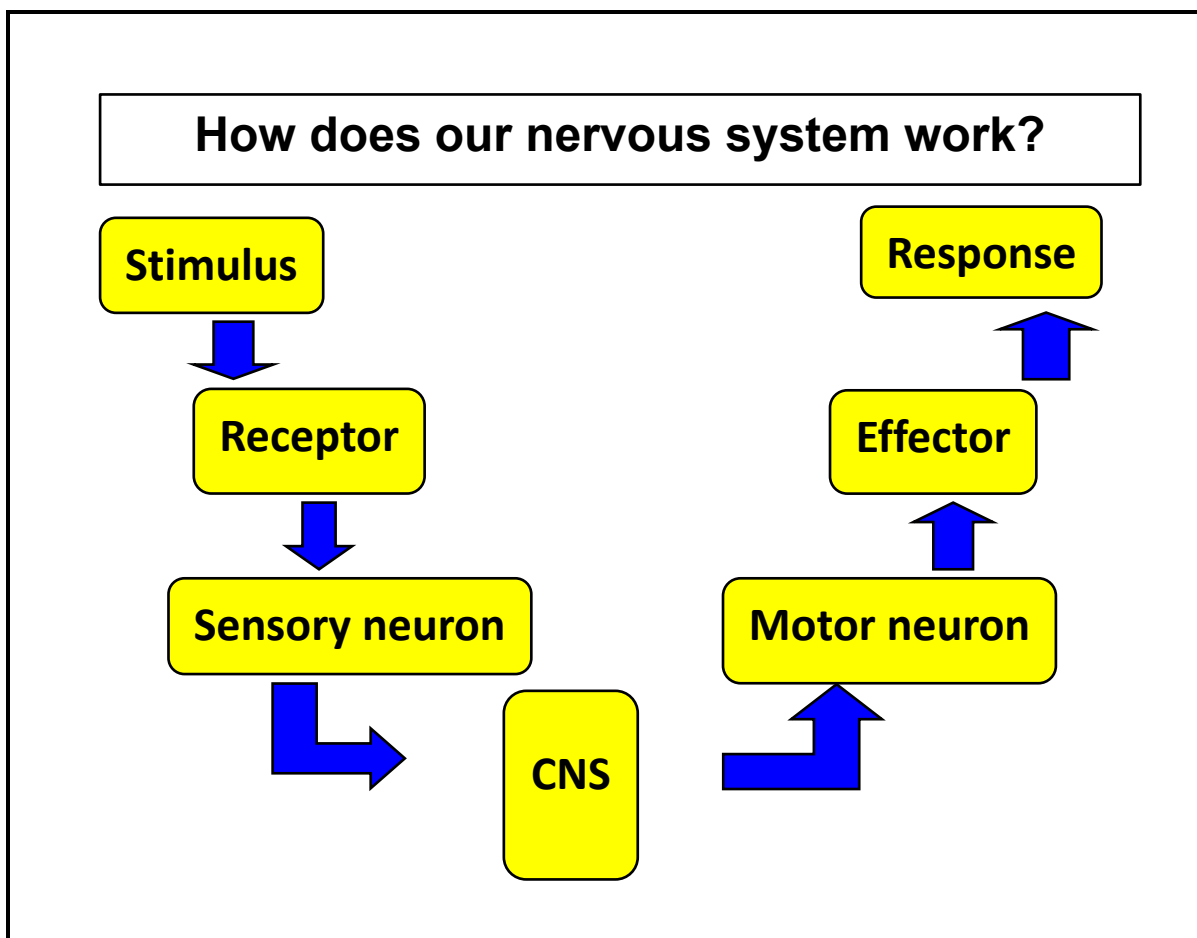 How does our nervous system work?
Stimulus
Receptor
Sensory neuron
CNS
Motor neuron
Effector
Response